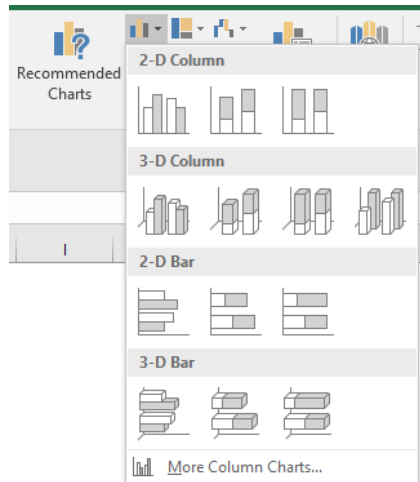 Recommended
Charts
2-D Column
3-D Column
I
2-D Bar
3-D Bar
More Column Charts...